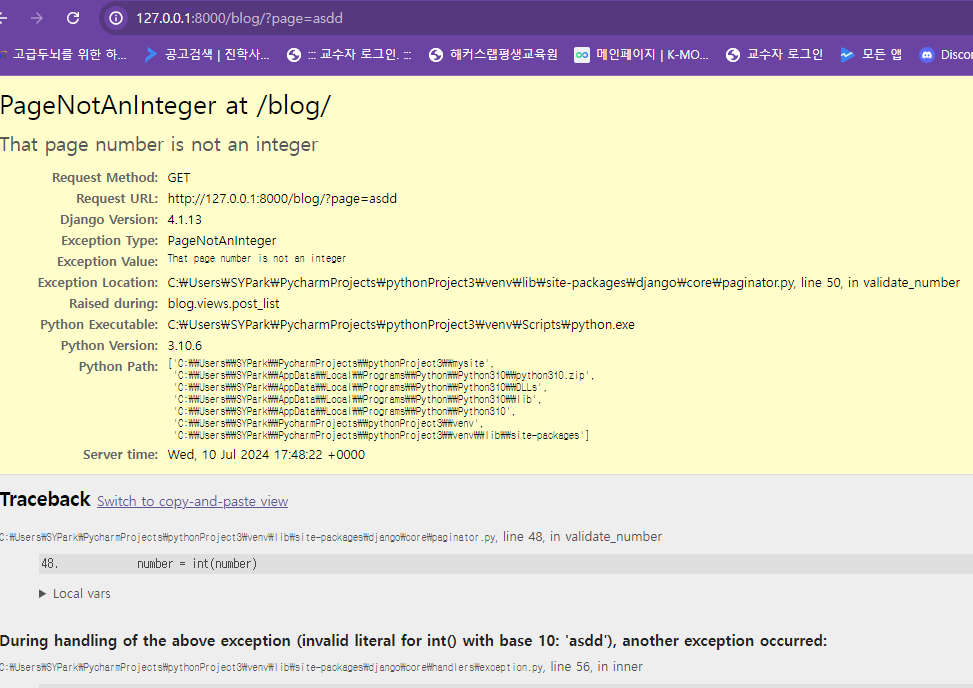 127.0.0.1:8000/blog/?page=asdd
고급두뇌를 위한 하... 공고검색 | 진학사... ::: 교수자 로그인. ::: 해커스랩평생교육원 메인페이지 | K-MO... 교수자 로그인 모든 앱 Discor
PageNotAnInteger at /blog/
That page number is not an integer
Request Method: GET
Request URL: http://127.0.0.1:8000/blog/?page=asdd
Django Version: 4.1.13
Exception Type: PageNotAnInteger
Exception Value: That page number is not an integer
Exception Location: C:₩Users₩SYPark₩PycharmProjects₩pythonProject3₩venv₩lib₩site-packages₩django₩core₩paginator.py, line 50, in validate_number
Raised during: blog.views.post_list
Python Executable: C:₩Users₩SYPark₩PycharmProjects₩pythonProject3₩venv₩Scripts₩python.exe
Python Version: 3.10.6
Python Path: ['C:₩₩Users₩₩SYPark₩₩PycharmProjects₩₩pythonProject3₩₩mysite',
'C:₩₩Users₩₩SYPark₩₩AppData₩₩Local₩₩Programs₩₩Python₩₩Python310₩₩python310.zip',
'C:₩₩Users₩₩SYPark₩₩AppData₩₩Local₩₩Programs₩₩Python₩₩Python310₩₩DLLs',
'C:₩₩Users₩₩SYPark₩₩AppData₩₩Local₩₩Programs₩₩Python₩₩Python310₩₩lib',
'C:₩₩Users₩₩SYPark₩₩AppData₩₩Local₩₩Programs₩₩Python₩₩Python310',
'C:₩₩Users₩₩SYPark₩₩PycharmProjects₩₩pythonProject3₩₩venv',
'C:₩₩Users₩₩SYPark₩₩PycharmProjects₩₩pythonProject3₩₩venv₩₩lib₩₩site-packages']
Server time: Wed, 10 Jul 2024 17:48:22 +0000
Traceback Switch to copy-and-paste view
C:₩Users₩SYPark₩PycharmProjects₩pythonProject3₩venv₩lib₩site-packages₩django₩core₩paginator.py, line 48, in validate_number
48. number = int(number)
▶ Local vars
During handling of the above exception (invalid literal for int() with base 10: 'asdd'), another exception occurred:
C:₩Users₩SYPark₩PycharmProjects₩pythonProject3₩venv₩lib₩site-packages₩django₩core₩handlers₩exception.py, line 56, in inner